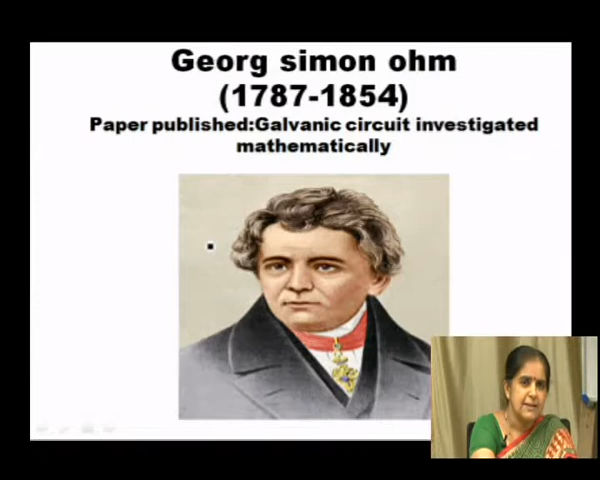 Georg simon ohm
(1787-1854)
Paper published:Galvanic circuit investigated
mathematically